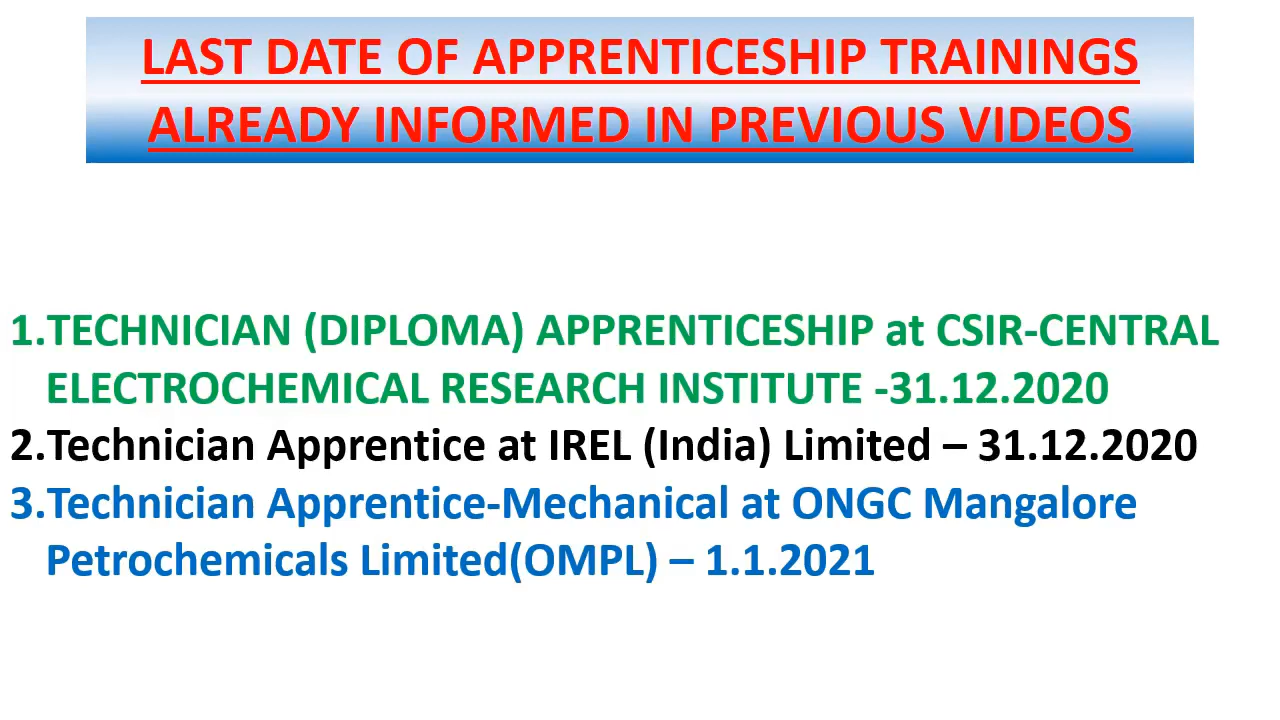 LAST DATE OF APPRENTICESHIP TRAININGS
ALREADY INFORMED IN PREVIOUS VIDEOS
1.TECHNICIAN (DIPLOMA) APPRENTICESHIP at CSIR-CENTRAL
ELECTROCHEMICAL RESEARCH INSTITUTE -31.12.2020
2.Technician Apprentice at IREL (India) Limited – 31.12.2020
3.Technician Apprentice-Mechanical at ONGC Mangalore
Petrochemicals Limited(OMPL) – 1.1.2021